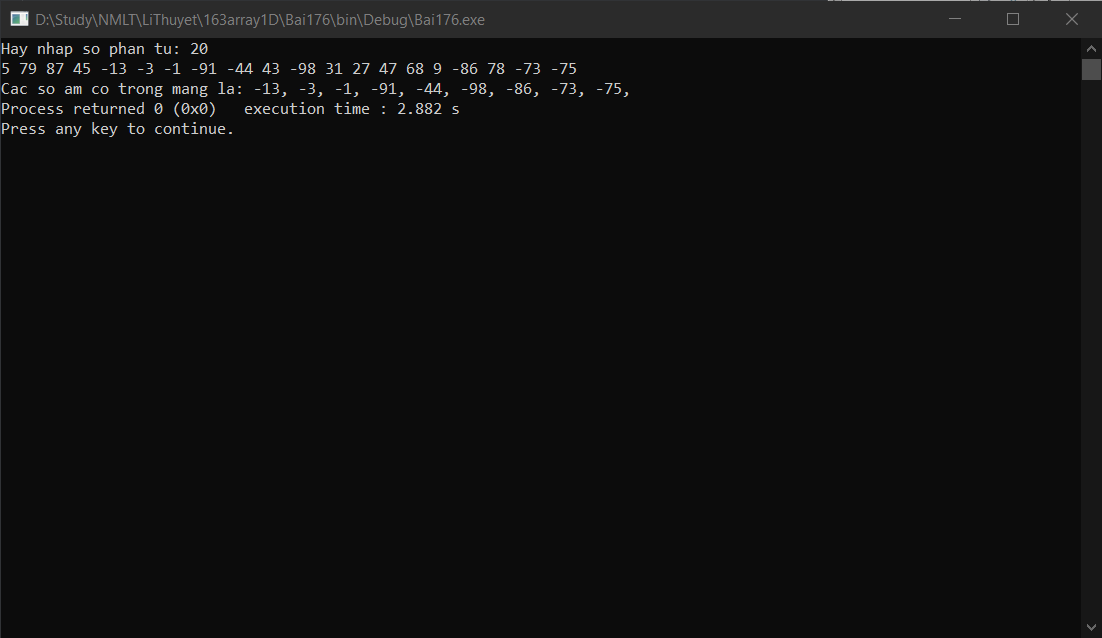 D:\Study\NMLT\LiThuyet\163array1D\Bai176\bin\Debug\Bai176.exe
Hay nhap so phan tu: 20
5 79 87 45 -13 -3 -1 -91 -44 43 -98 31 27 47 68 9 -86 78 -73 -75
Cac so am co trong mang la: -13, -3, -1, -91, -44, -98, -86, -73, -75,
Process returned 0 (0x0)   execution time : 2.882 s
Press any key to continue.